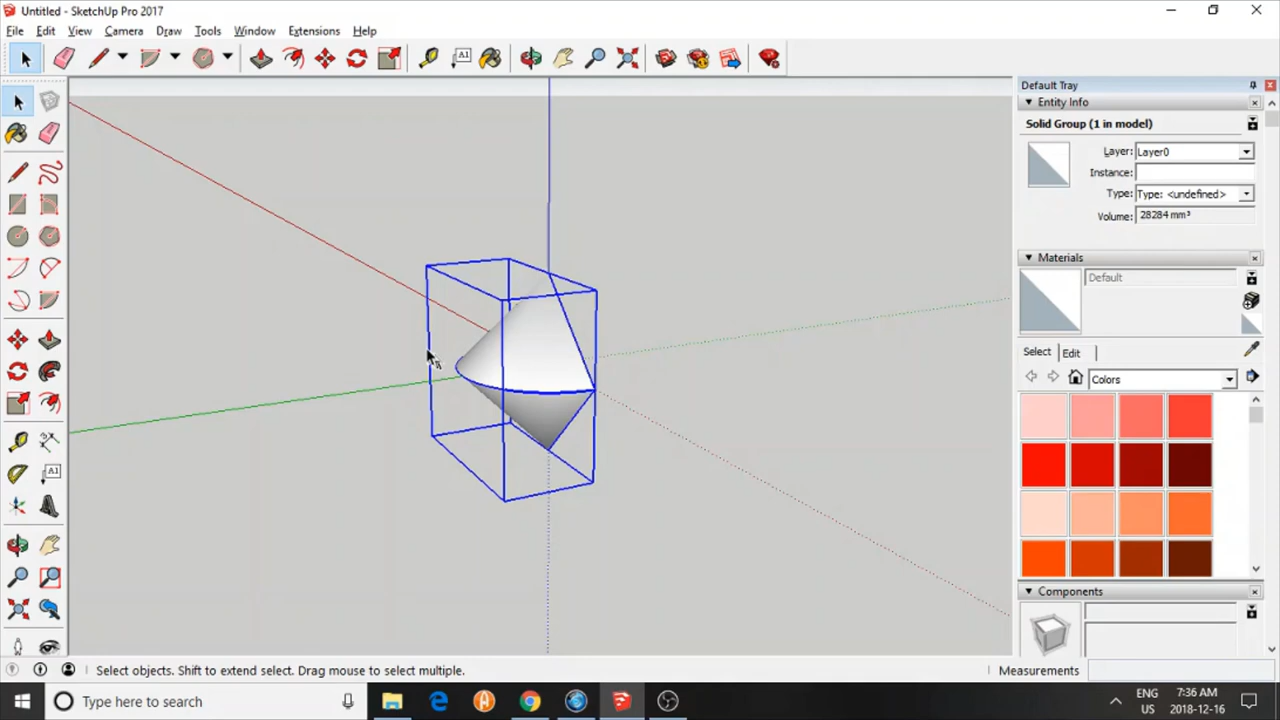 Untitled - SketchUp Pro 2017
File Edit View Camera Draw Tools Window Extensions Help
A1
Default Tray
Entity Info
Solid Group (1 in model)
Layer: Layer0
Instance:
Type: Type: <undefined>
Volume: 28284 mm³
Materials
Default
Select Edit
Colors
A1
Components
Select objects. Shift to extend select. Drag mouse to select multiple.
Measurements
Type here to search
ENG
US
7:36 AM
2018-12-16